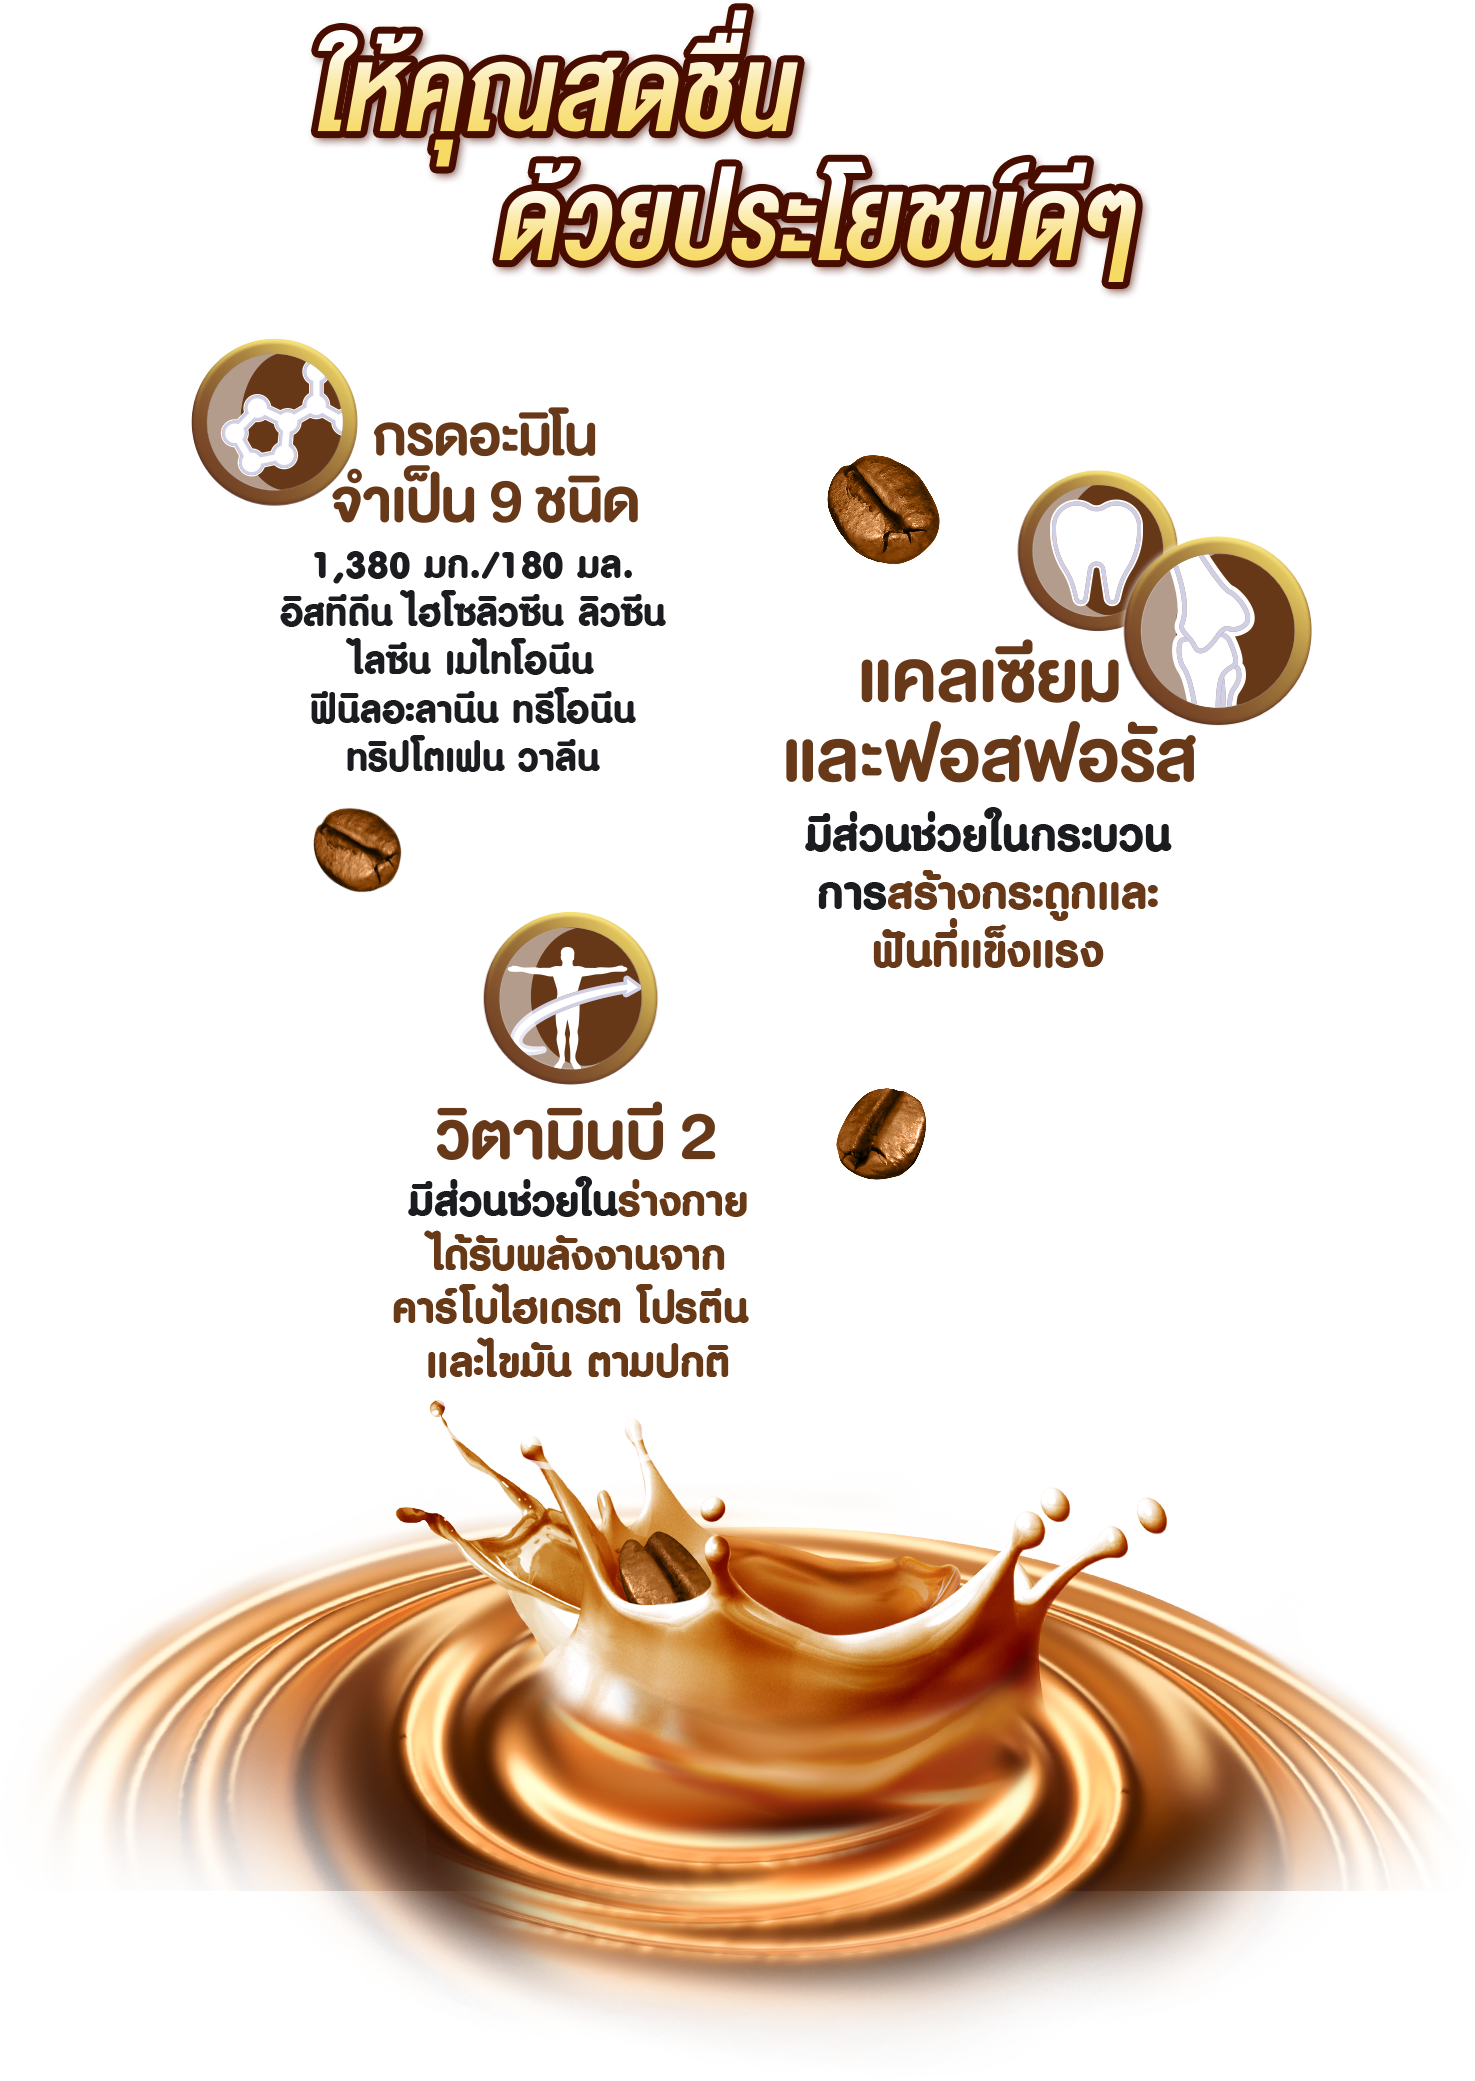 ให้คุณสดชื่น
ด้วยประโยชน์ดีๆ
กรดอะมิโน
จำเป็น 9 ชนิด
1,380 มก./180 มล.
ฮิสทีดีน ไฮโซลิวซีน ลิวซีน
ไลซีน เมไทโอนีน
ฟีนิลอะลานีน ทรีโอนีน
ทริปโตเฟน วาลีน
แคลเซียม
และฟอสฟอรัส
มีส่วนช่วยในกระบวน
การสร้างกระดูกและ
ฟันที่แข็งแรง
วิตามินบี 2
มีส่วนช่วยในร่างกาย
ได้รับพลังงานจาก
คาร์โบไฮเดรต โปรตีน
และไขมัน ตามปกติ